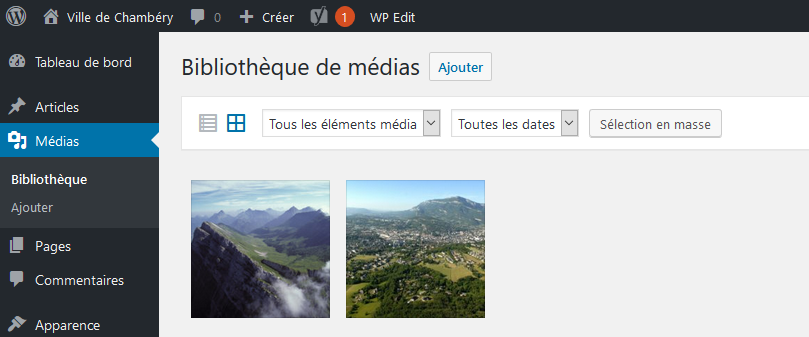 Ville de Chambéry 0 Créer 1 WP Edit
Tableau de bord
Articles
Médias
Bibliothèque
Ajouter
Pages
Commentaires
Apparence
Bibliothèque de médias Ajouter
Tous les éléments média Toutes les dates Sélection en masse